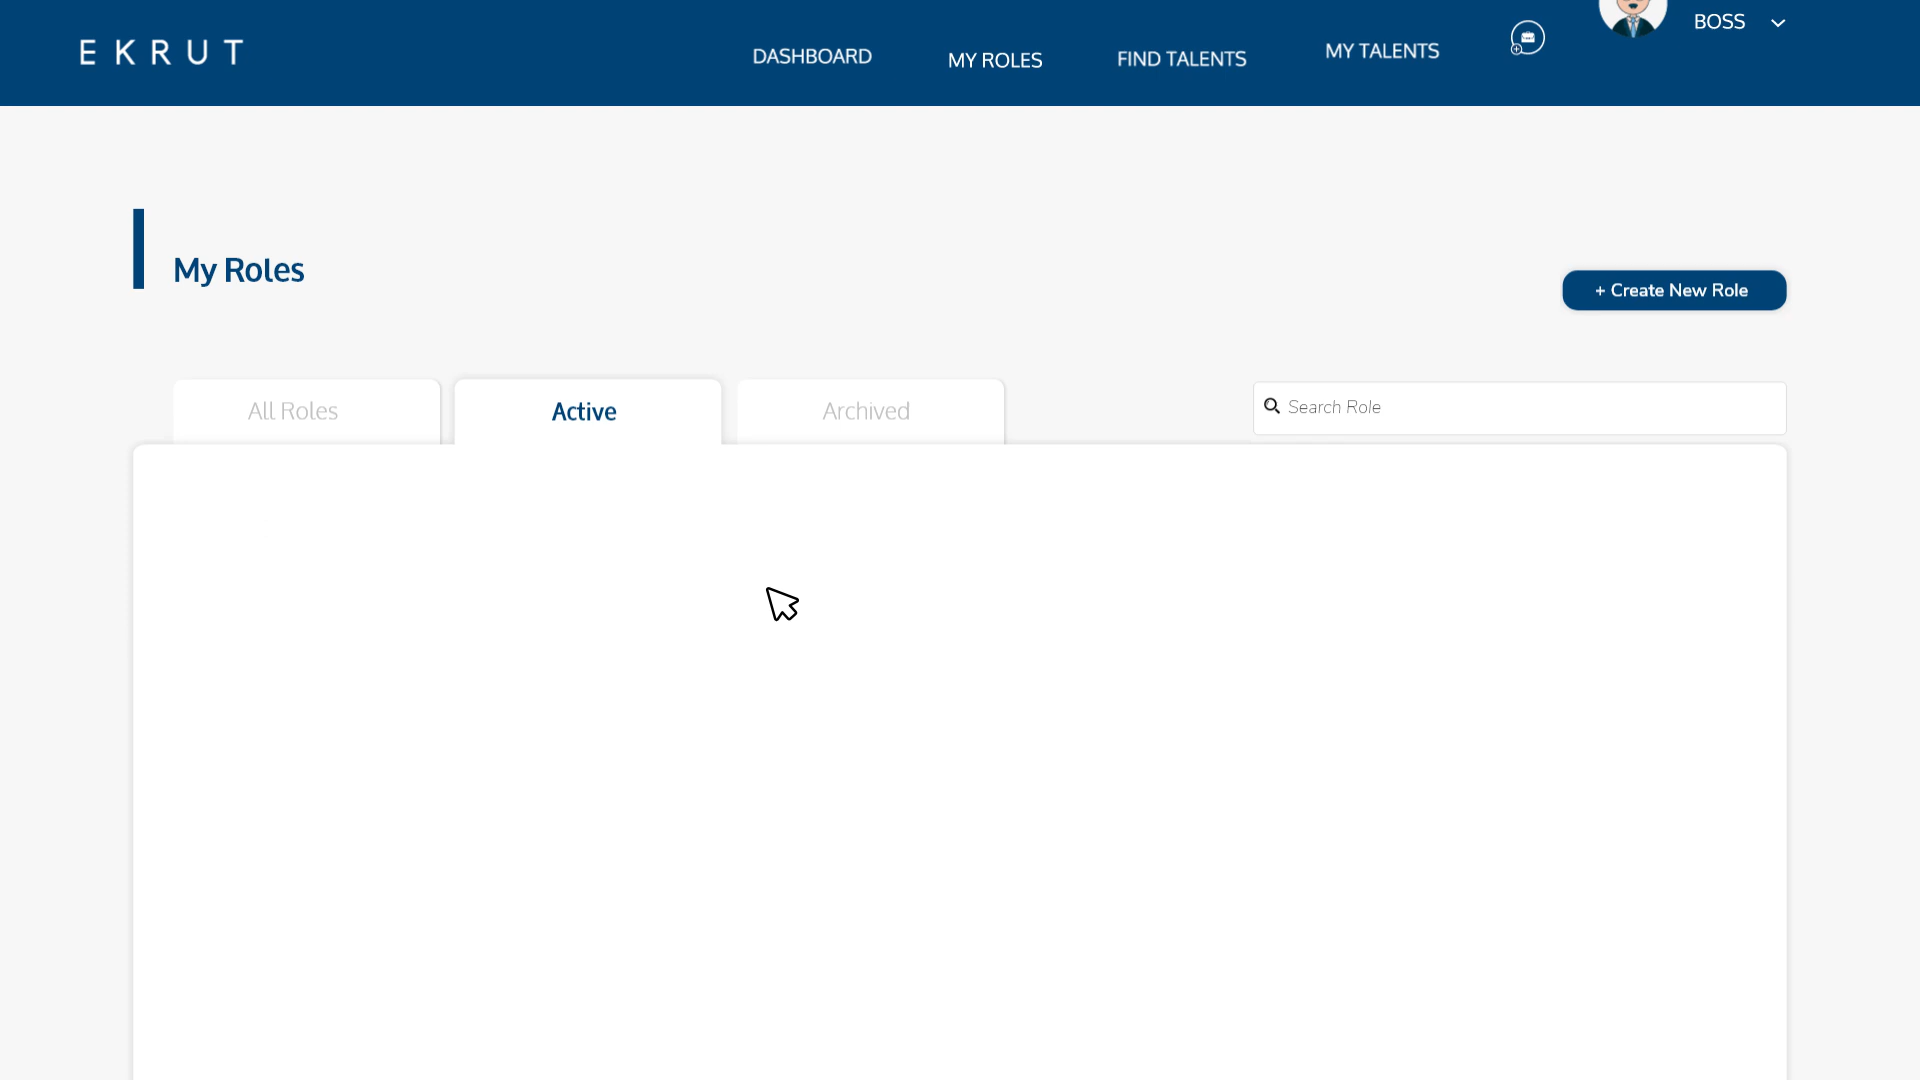 EKRUT
DASHBOARD
MY ROLES
FIND TALENTS
MY TALENTS
BOSS
My Roles
+ Create New Role
All Roles
Active
Archived
Search Role